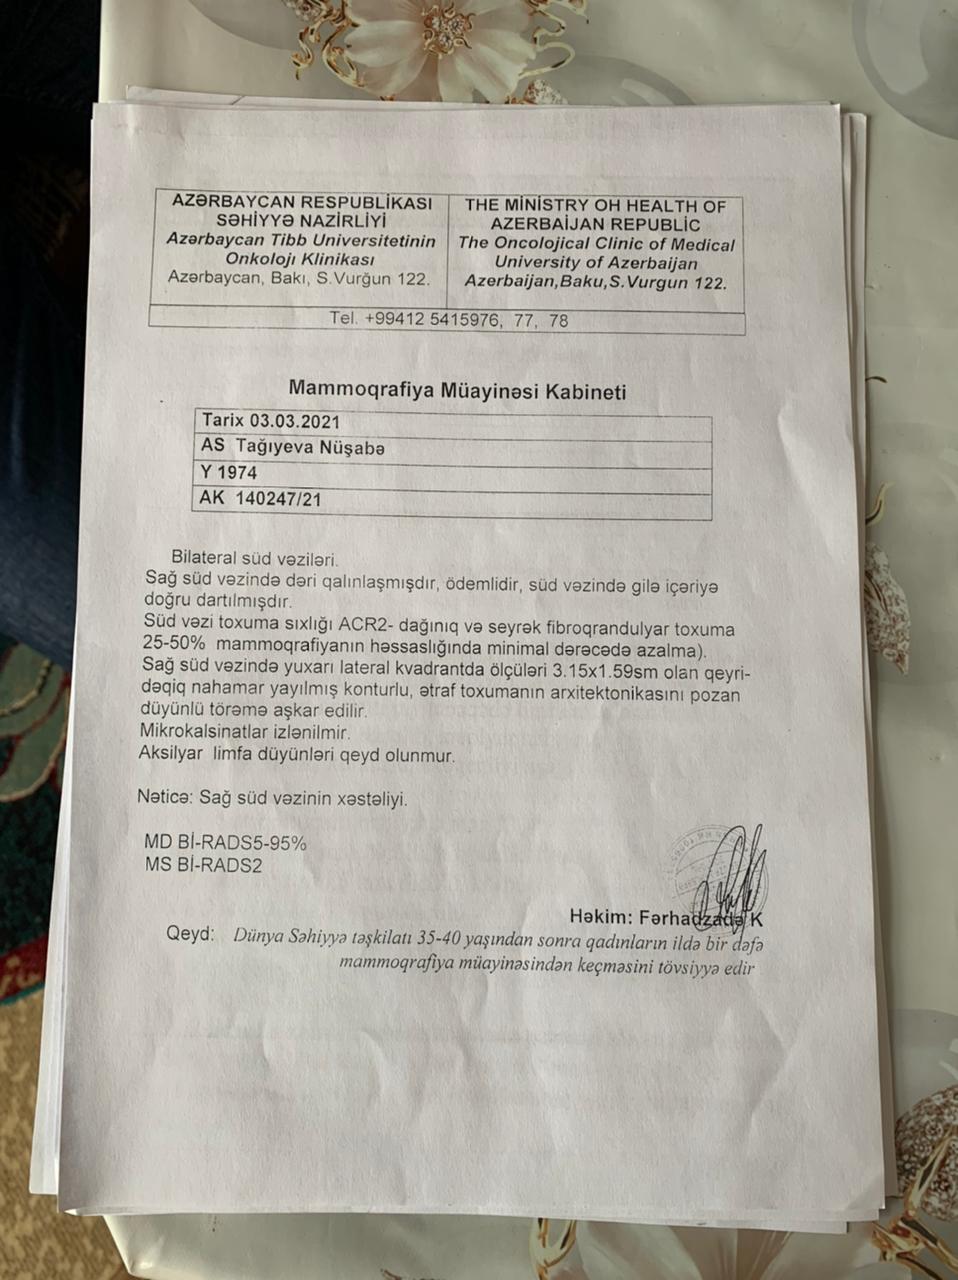 AZƏRBAYCAN RESPUBLİKASI
SƏHİYYƏ NAZİRLİYİ
Azərbaycan Tibb Universitetinin
Onkoloji Klinikası
Azərbaycan, Bakı, S.Vurğun 122.
THE MİNİSTRY OH HEALTH OF
AZERBAİJAN REPUBLİC
The Oncolojical Clinic of Medical
University of Azerbaijan
Azerbaijan,Baku,S.Vurgun 122.
Tel. +99412 5415976, 77, 78
Mammoqrafiya Müayinəsi Kabineti
Tarix 03.03.2021
AS Tağıyeva Nüşabə
Y 1974
AK 140247/21
Bilateral süd vəziləri.
Sağ süd vəzində dəri qalınlaşmışdır, ödemlidir, süd vəzində gilə içəriyə
doğru dartılmışdır.
Süd vəzi toxuma sıxlığı ACR2- dağınıq və seyrək fibroqrandulyar toxuma
25-50% mammoqrafiyanın həssaslığında minimal dərəcədə azalma).
Sağ süd vəzində yuxarı lateral kvadrantda ölçüləri 3.15x1.59sm olan qeyri-
dəqiq nahamar yayılmış konturlu, ətraf toxumanın arxitektonikasını pozan
düyünlü törəmə aşkar edilir.
Mikrokalsinatlar izlənilmir.
Aksilyar limfa düyünləri qeyd olunmur.
Nəticə: Sağ süd vəzinin xəstəliyi.
MD Bİ-RADS5-95%
MS Bİ-RADS2
Həkim: Fərhadzadə K
Qeyd: Dünya Səhiyyə təşkilatı 35-40 yaşından sonra qadınların ildə bir dəfə
mammoqrafiya müayinəsindən keçməsini tövsiyyə edir